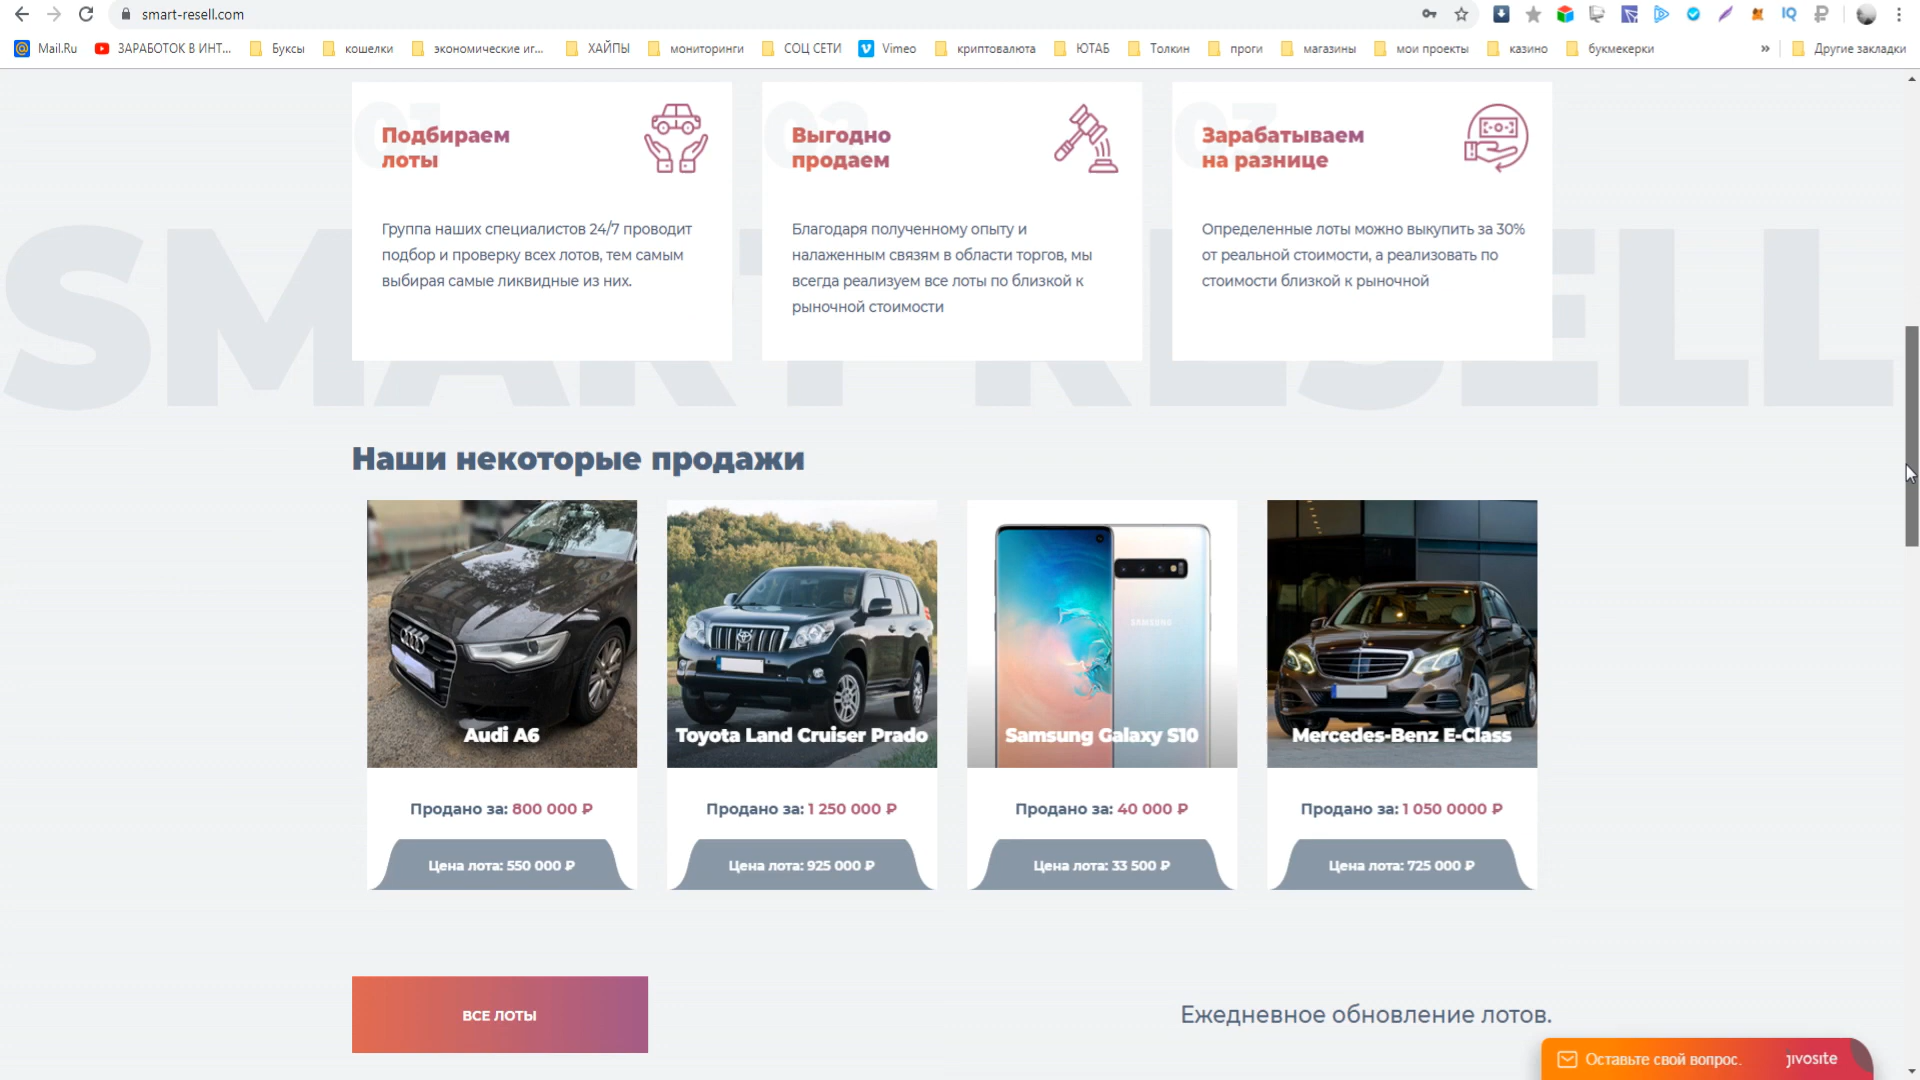 smart-resell.com
Mail.Ru
ЗАРАБОТОК В ИНТ...
Буксы
кошелки
экономические иг...
ХАЙПЫ
мониторинги
СОЦ СЕТИ
Vimeo
криптовалюта
ЮТАБ
Толкин
проги
магазины
мои проекты
казино
букмекерки
»
Другие закладки
01
Подбираем
лоты
Группа наших специалистов 24/7 проводит
подбор и проверку всех лотов, тем самым
выбирая самые ликвидные из них.
02
Выгодно
продаем
Благодаря полученному опыту и
налаженным связям в области торгов, мы
всегда реализуем все лоты по близкой к
рыночной стоимости
03
Зарабатываем
на разнице
Определенные лоты можно выкупить за 30%
от реальной стоимости, а реализовать по
стоимости близкой к рыночной
SMART RESELL
Наши некоторые продажи
Audi A6
Продано за: 800 000 ₽
Цена лота: 550 000 ₽
Toyota Land Cruiser Prado
Продано за: 1 250 000 ₽
Цена лота: 925 000 ₽
SAMSUNG
Samsung Galaxy S10
Продано за: 40 000 ₽
Цена лота: 33 500 ₽
Mercedes-Benz E-Class
Продано за: 1 050 0000 ₽
Цена лота: 725 000 ₽
ВСЕ ЛОТЫ
Ежедневное обновление лотов.
Оставьте свой вопрос.
jivosite